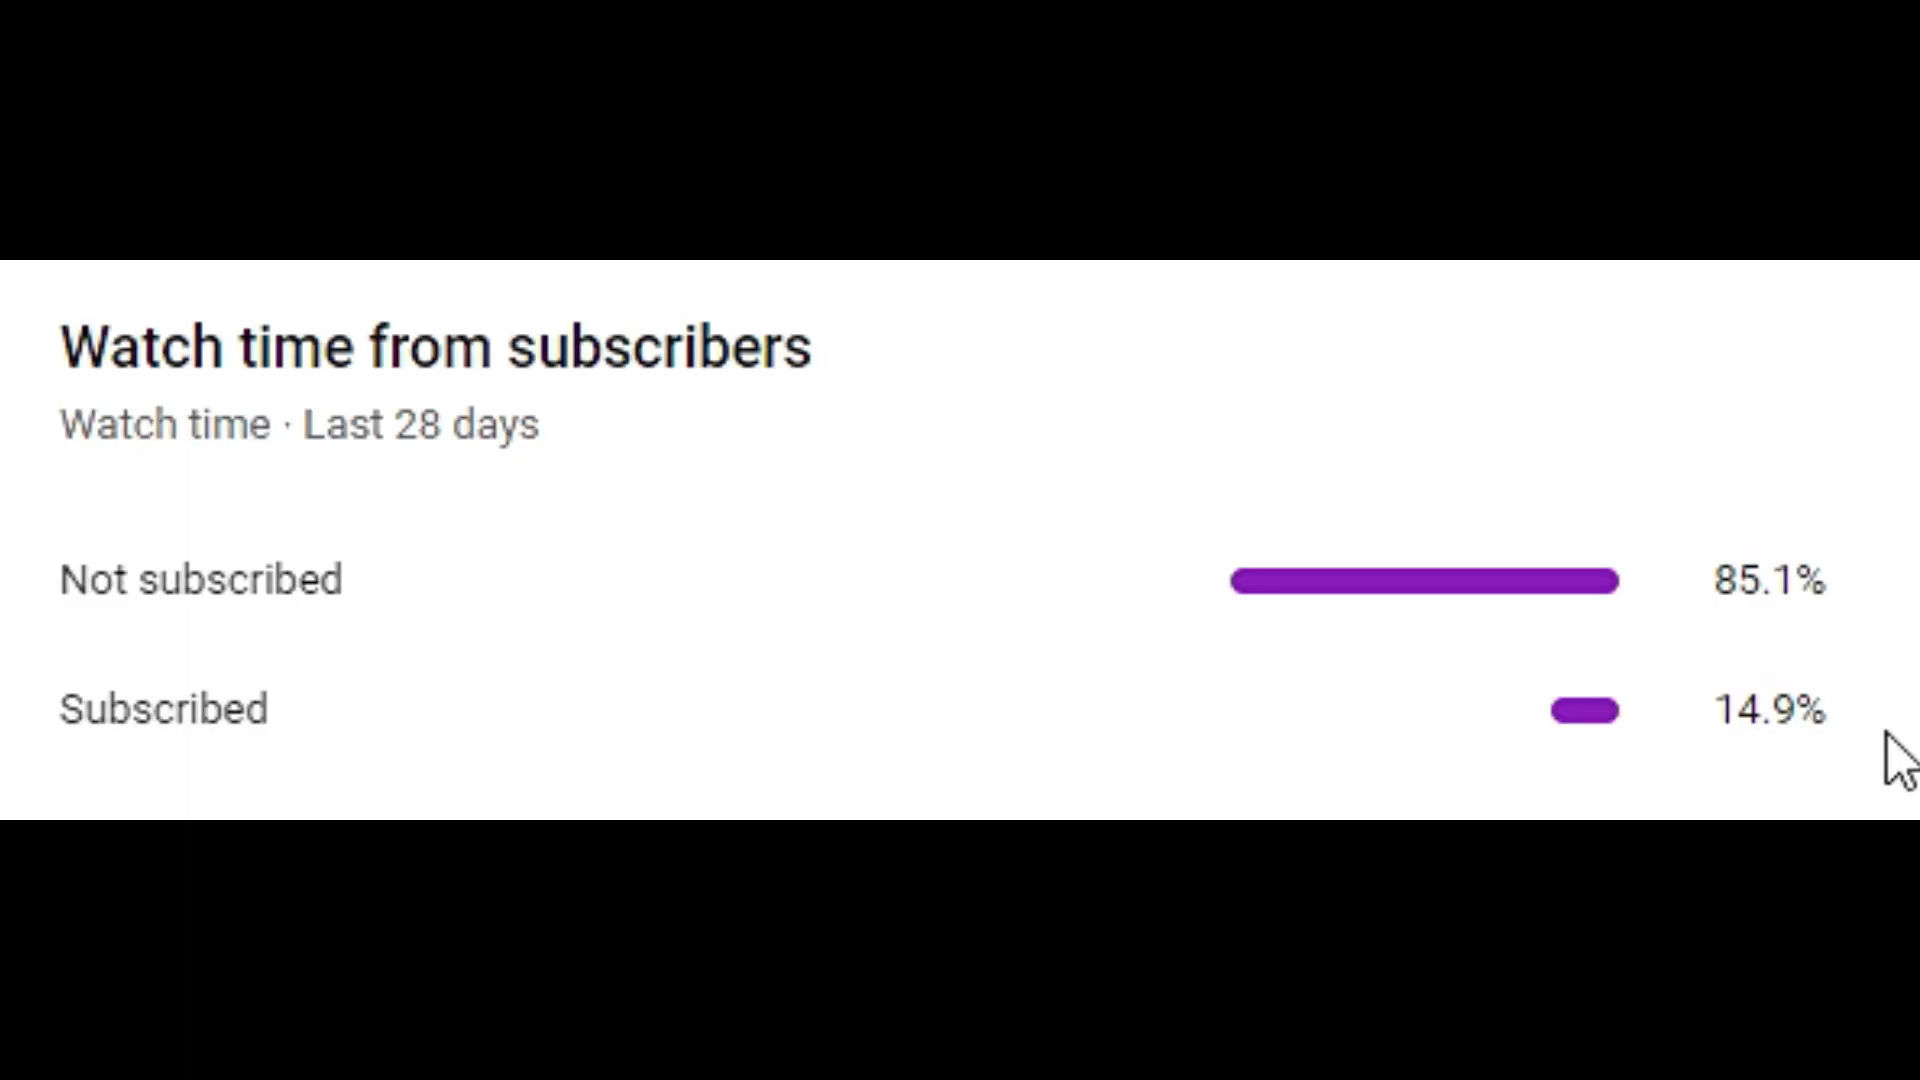 Watch time from subscribers
Watch time · Last 28 days
Not subscribed 85.1%
Subscribed 14.9%